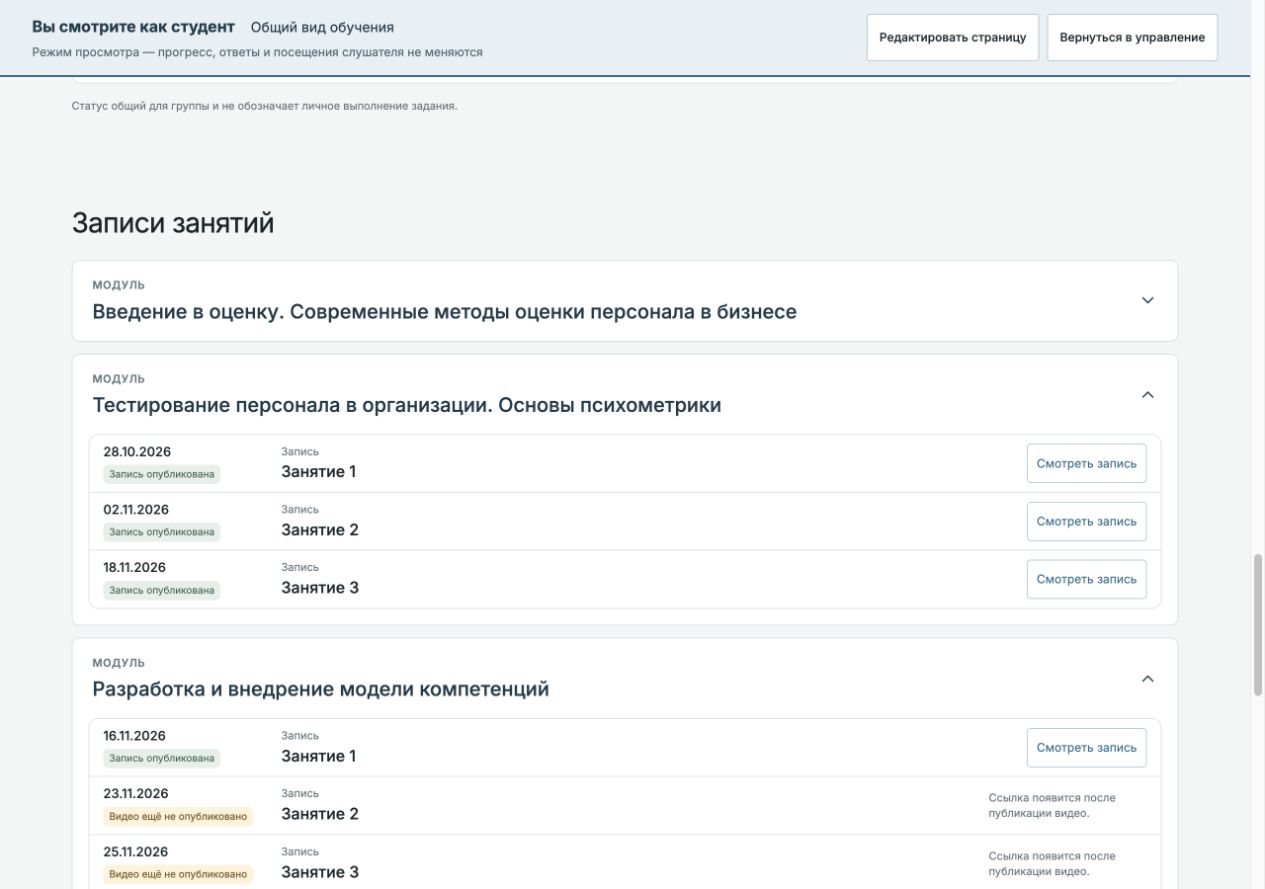 Вы смотрите как студент Общий вид обучения
Режим просмотра — прогресс, ответы и посещения слушателя не меняются
Редактировать страницу
Вернуться в управление
Статус общий для группы и не обозначает личное выполнение задания.
Записи занятий
МОДУЛЬ
Введение в оценку. Современные методы оценки персонала в бизнесе
МОДУЛЬ
Тестирование персонала в организации. Основы психометрики
28.10.2026
Запись опубликована
Запись
Занятие 1
Смотреть запись
02.11.2026
Запись опубликована
Запись
Занятие 2
Смотреть запись
18.11.2026
Запись опубликована
Запись
Занятие 3
Смотреть запись
МОДУЛЬ
Разработка и внедрение модели компетенций
16.11.2026
Запись опубликована
Запись
Занятие 1
Смотреть запись
23.11.2026
Видео ещё не опубликовано
Запись
Занятие 2
Ссылка появится после
публикации видео.
25.11.2026
Видео ещё не опубликовано
Запись
Занятие 3
Ссылка появится после
публикации видео.